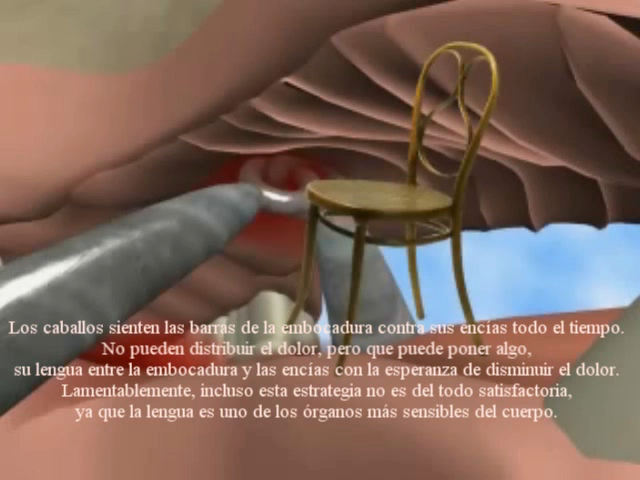 Los caballos sienten las barras de la embocadura contra sus encías todo el tiempo.
No pueden distribuir el dolor, pero que puede poner algo,
su lengua entre la embocadura y las encías con la esperanza de disminuir el dolor.
Lamentablemente, incluso esta estrategia no es del todo satisfactoria,
ya que la lengua es uno de los órganos más sensibles del cuerpo.